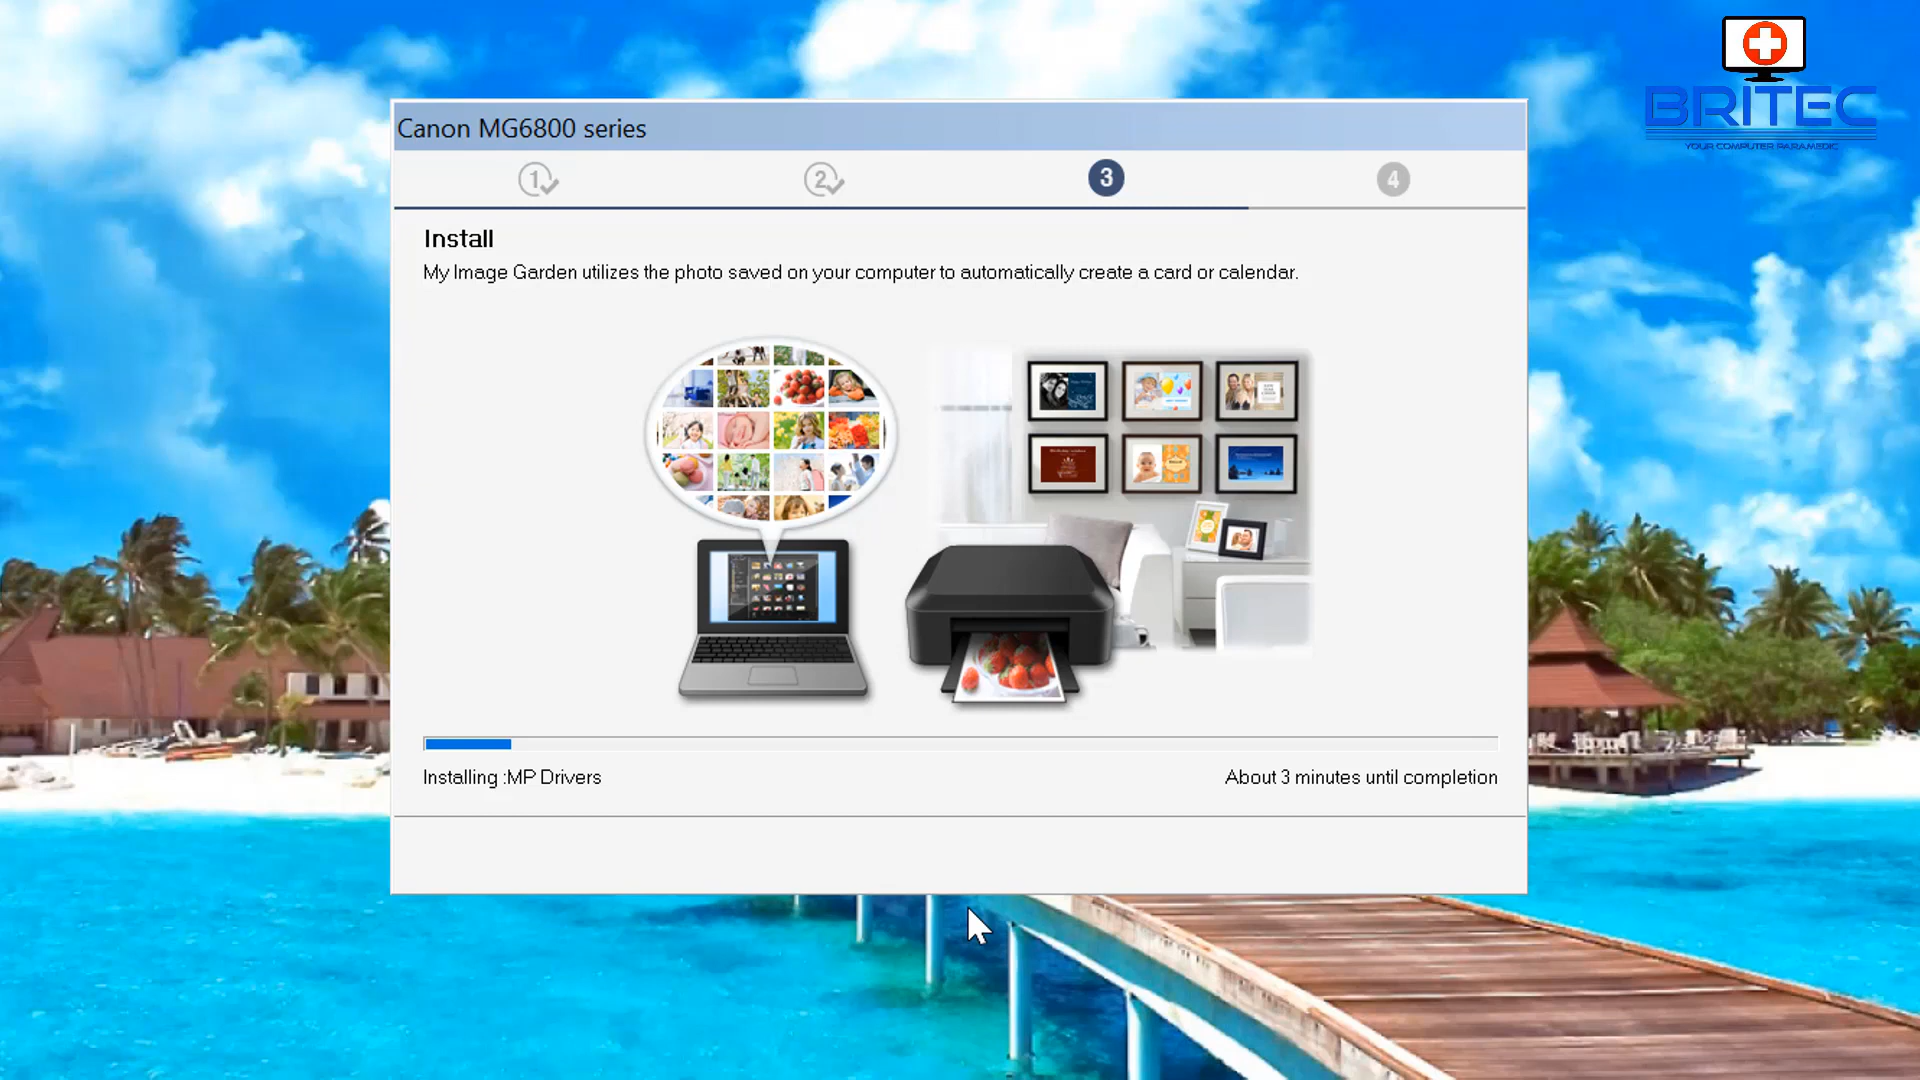 BRITEC
YOUR COMPUTER PARAMEDIC
Canon MG6800 series
1
2
3
4
Install
My Image Garden utilizes the photo saved on your computer to automatically create a card or calendar.
Installing :MP Drivers
About 3 minutes until completion